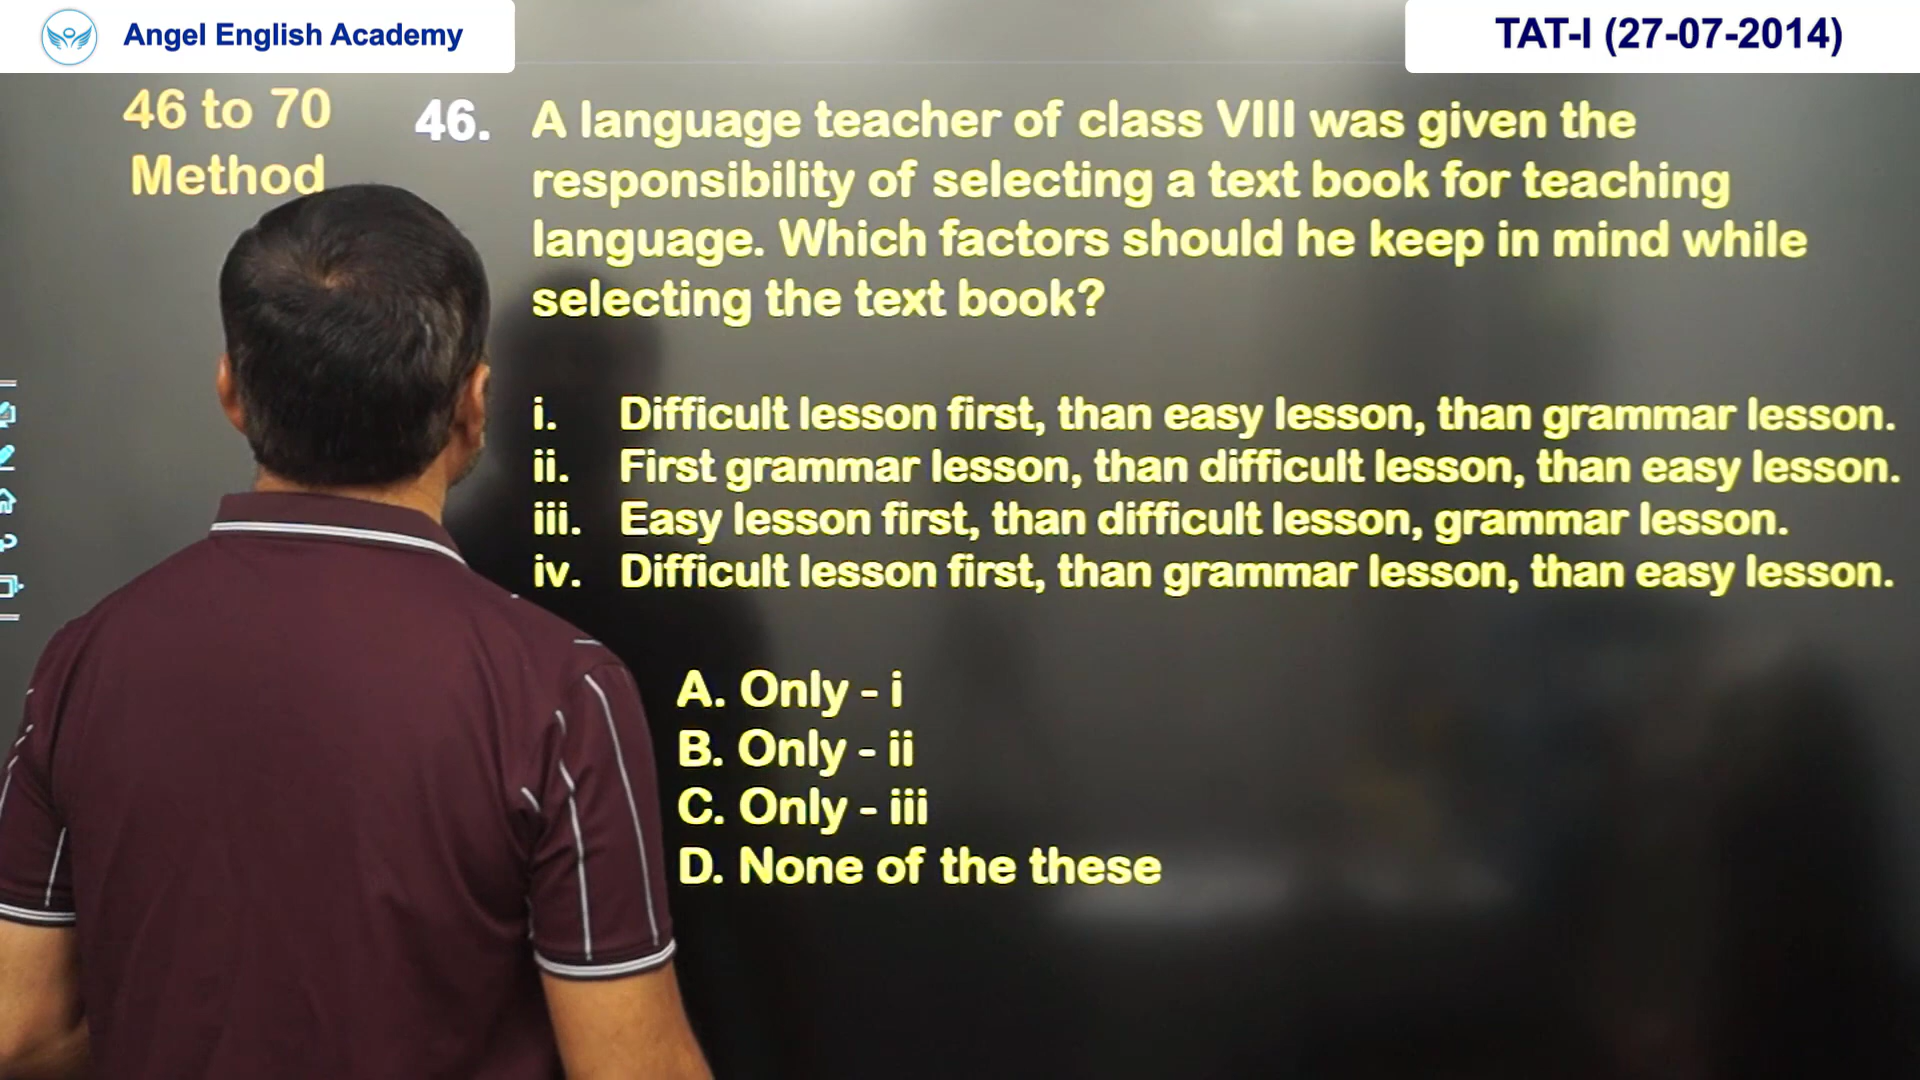 Angel English Academy
TAT-I (27-07-2014)
46 to 70
Method
46. A language teacher of class VIII was given the
responsibility of selecting a text book for teaching
language. Which factors should he keep in mind while
selecting the text book?
i. Difficult lesson first, than easy lesson, than grammar lesson.
ii. First grammar lesson, than difficult lesson, than easy lesson.
iii. Easy lesson first, than difficult lesson, grammar lesson.
iv. Difficult lesson first, than grammar lesson, than easy lesson.
A. Only - i
B. Only - ii
C. Only - iii
D. None of the these